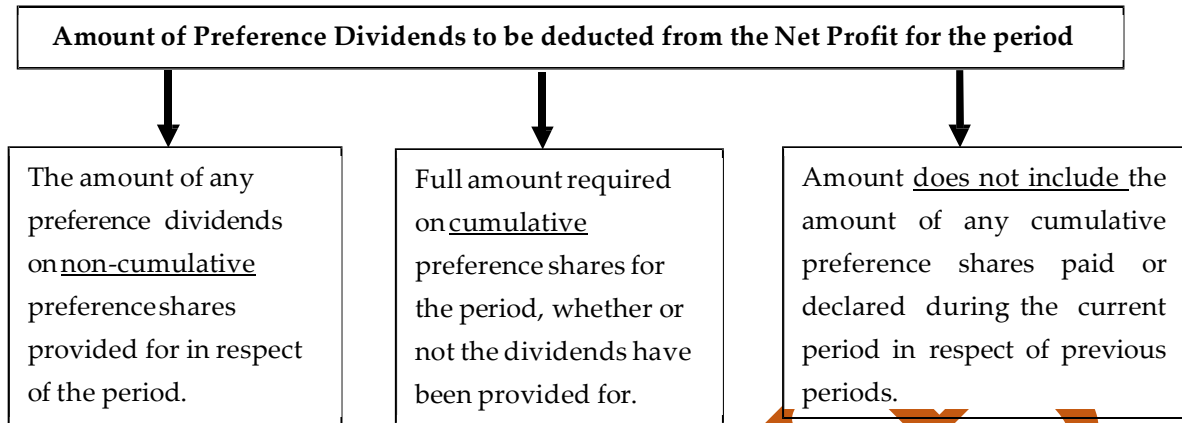 Amount of Preference Dividends to be deducted from the Net Profit for the period
The amount of any
preference dividends
on non-cumulative
preference shares
provided for in respect
of the period.
Full amount required
on cumulative
preference shares for
the period, whether or
not the dividends have
been provided for.
Amount does not include the
amount of any cumulative
preference shares paid or
declared during the current
period in respect of previous
periods.